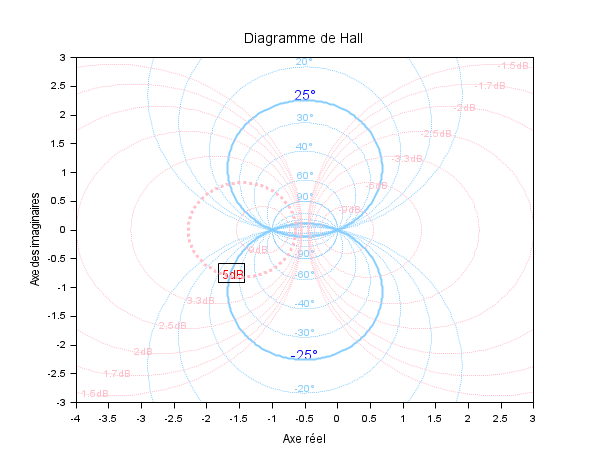 Diagramme de Hall
3
2.5
2
1.5
1
0.5
0
-0.5
-1
-1.5
-2
-2.5
-3
Axe des imaginaires
20°
-1.5dB
-1.7dB
25°
-2dB
30°
-2.5dB
40°
-3.3dB
60°
-5dB
90°
-9dB
9dB
-90°
5dB
-60°
3.3dB
-40°
2.5dB
-30°
2dB
-25°
1.7dB
-20°
1.5dB
-4 -3.5 -3 -2.5 -2 -1.5 -1 -0.5 0 0.5 1 1.5 2 2.5 3
Axe réel